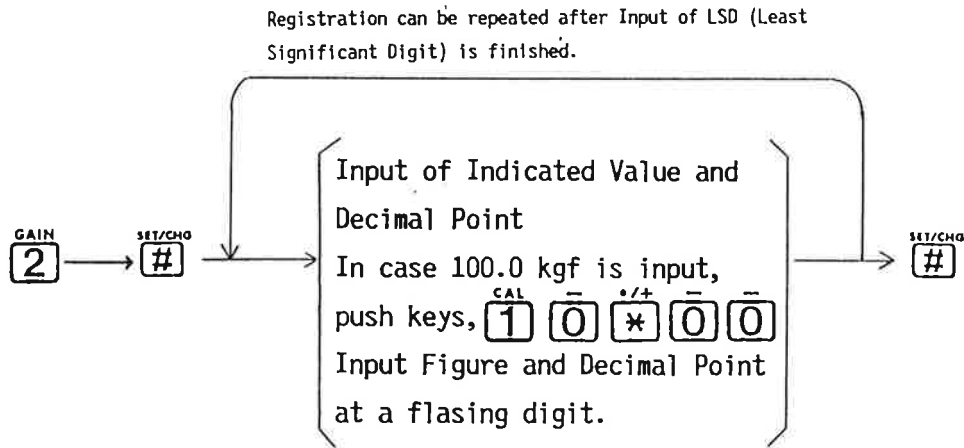 Registration can be repeated after Input of LSD (Least
Significant Digit) is finished.
Input of Indicated Value and
Decimal Point
GAIN
2
SET/CHG
#
In case 100.0 kgf is input,
CAL - •/+ - -
push keys, 1 0 * 0 0
Input Figure and Decimal Point
at a flasing digit.
SET/CHG
#